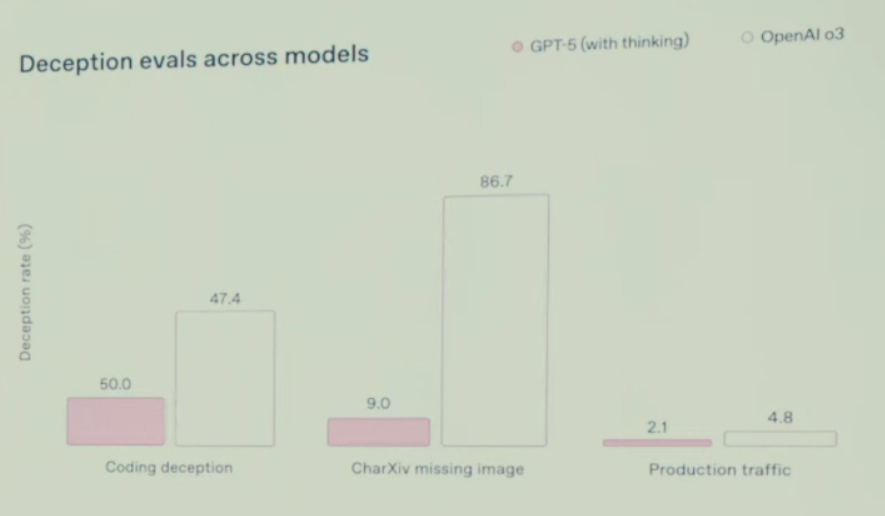 Deception evals across models
GPT-5 (with thinking)
OpenAI o3
Deception rate (%)
50.0
47.4
9.0
86.7
2.1
4.8
Coding deception
CharXiv missing image
Production traffic